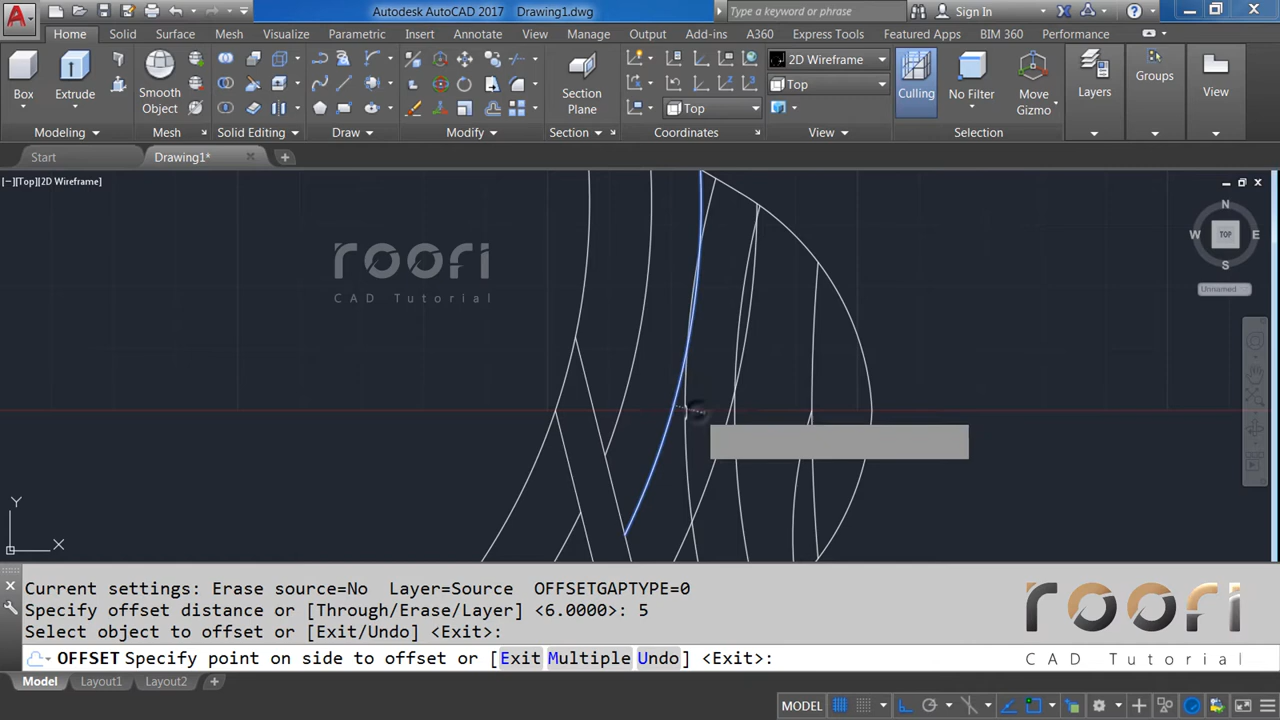 Autodesk AutoCAD 2017 Drawing1.dwg
Type a keyword or phrase
Sign In
Home Solid Surface Mesh Visualize Parametric Insert Annotate View Manage Output Add-ins A360 Express Tools Featured Apps BIM 360 Performance
Box
Extrude
Smooth
Object
Section
Plane
Top
2D Wireframe
Top
Culling
No Filter
Move
Gizmo
Layers
Groups
View
Modeling Mesh Solid Editing Draw Modify Section Coordinates View Selection
Start
Drawing1*
[−][Top][2D Wireframe]
N
W TOP E
S
Unnamed
roori
CAD Tutorial
Y
X
Current settings: Erase source=No Layer=Source OFFSETGAPTYPE=0
Specify offset distance or [Through/Erase/Layer] <6.0000>: 5
Select object to offset or [Exit/Undo] <Exit>:
OFFSET Specify point on side to offset or [Exit Multiple Undo] <Exit>:
roori
CAD Tutorial
Model Layout1 Layout2
MODEL